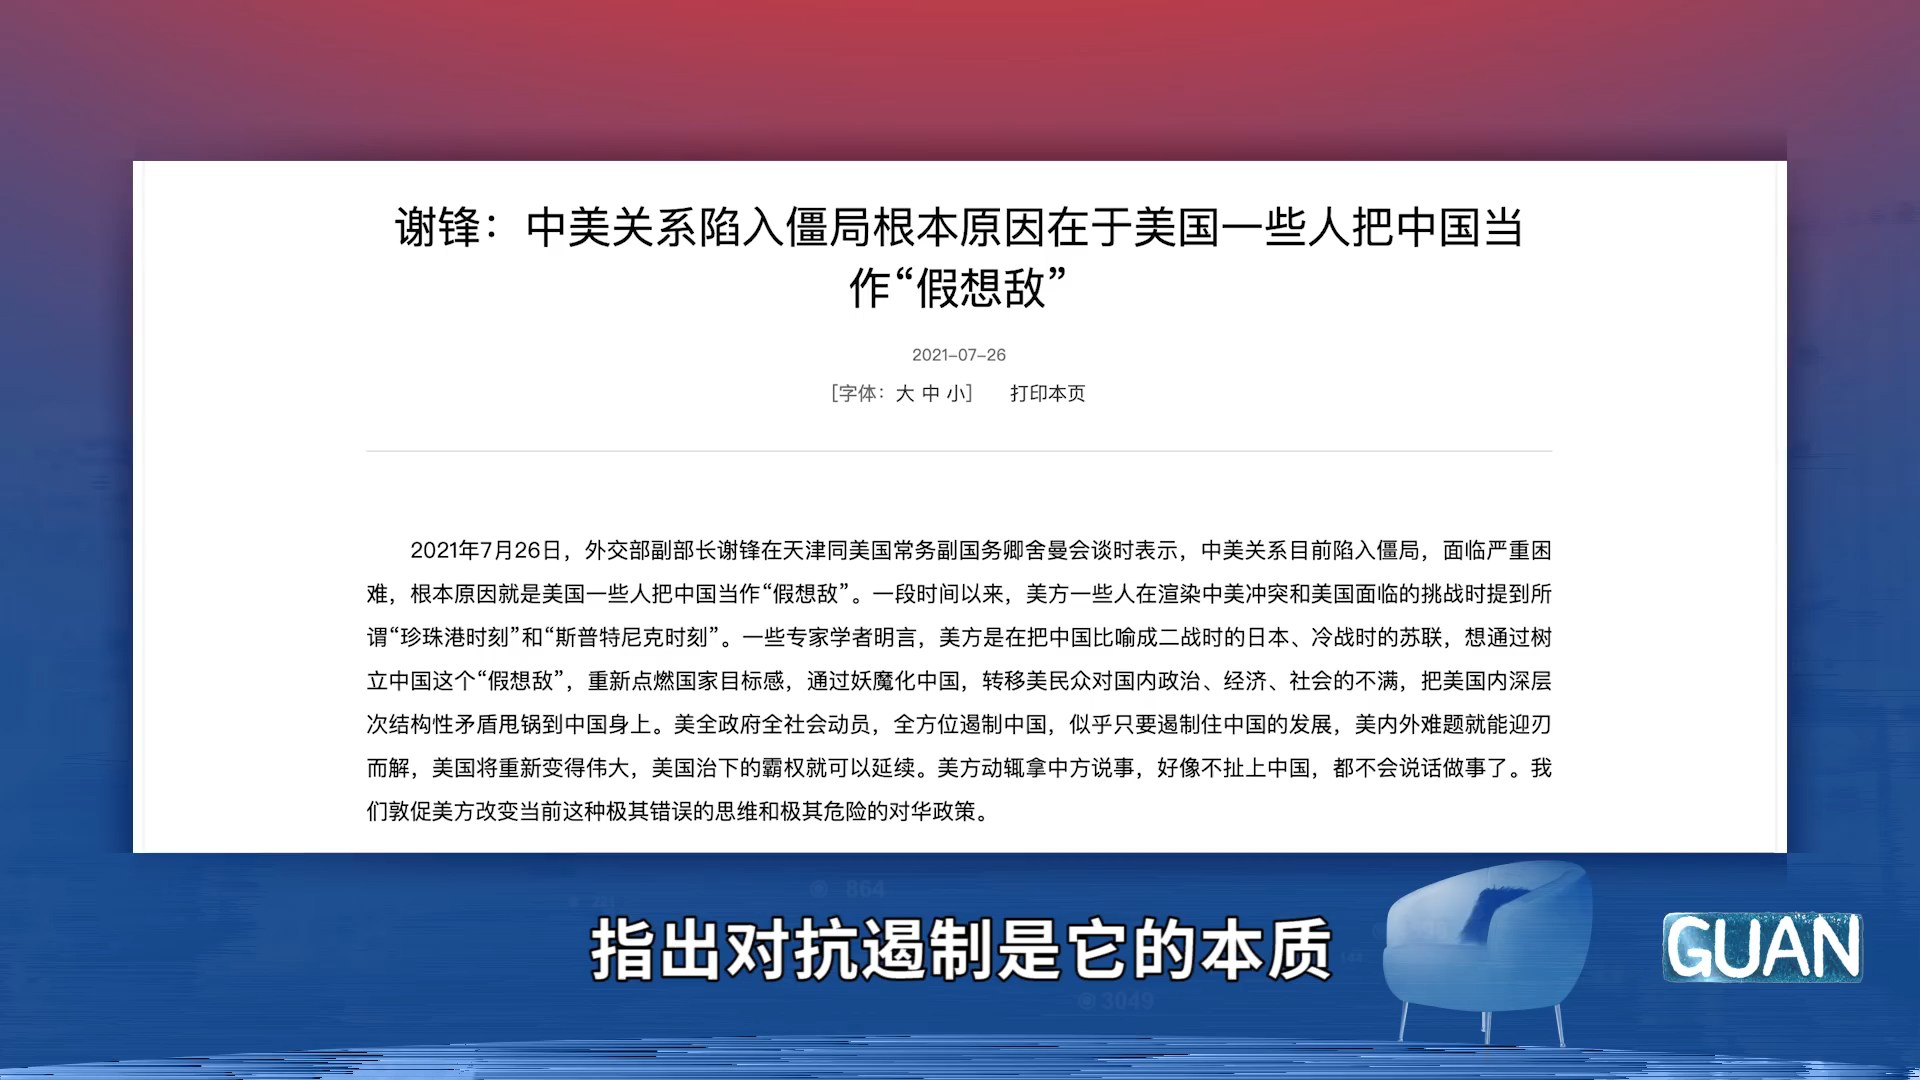 谢锋：中美关系陷入僵局根本原因在于美国一些人把中国当
作“假想敌”
2021-07-26
[字体：大 中 小] 打印本页
2021年7月26日，外交部副部长谢锋在天津同美国常务副国务卿舍曼会谈时表示，中美关系目前陷入僵局，面临严重困
难，根本原因就是美国一些人把中国当作“假想敌”。一段时间以来，美方一些人在渲染中美冲突和美国面临的挑战时提到所
谓“珍珠港时刻”和“斯普特尼克时刻”。一些专家学者明言，美方是在把中国比喻成二战时的日本、冷战时的苏联，想通过树
立中国这个“假想敌”，重新点燃国家目标感，通过妖魔化中国，转移美民众对国内政治、经济、社会的不满，把美国内深层
次结构性矛盾甩锅到中国身上。美全政府全社会动员，全方位遏制中国，似乎只要遏制住中国的发展，美内外难题就能迎刃
而解，美国将重新变得伟大，美国治下的霸权就可以延续。美方动辄拿中方说事，好像不扯上中国，都不会说话做事了。我
们敦促美方改变当前这种极其错误的思维和极其危险的对华政策。
864
指出对抗遏制是它的本质
GUAN
3049